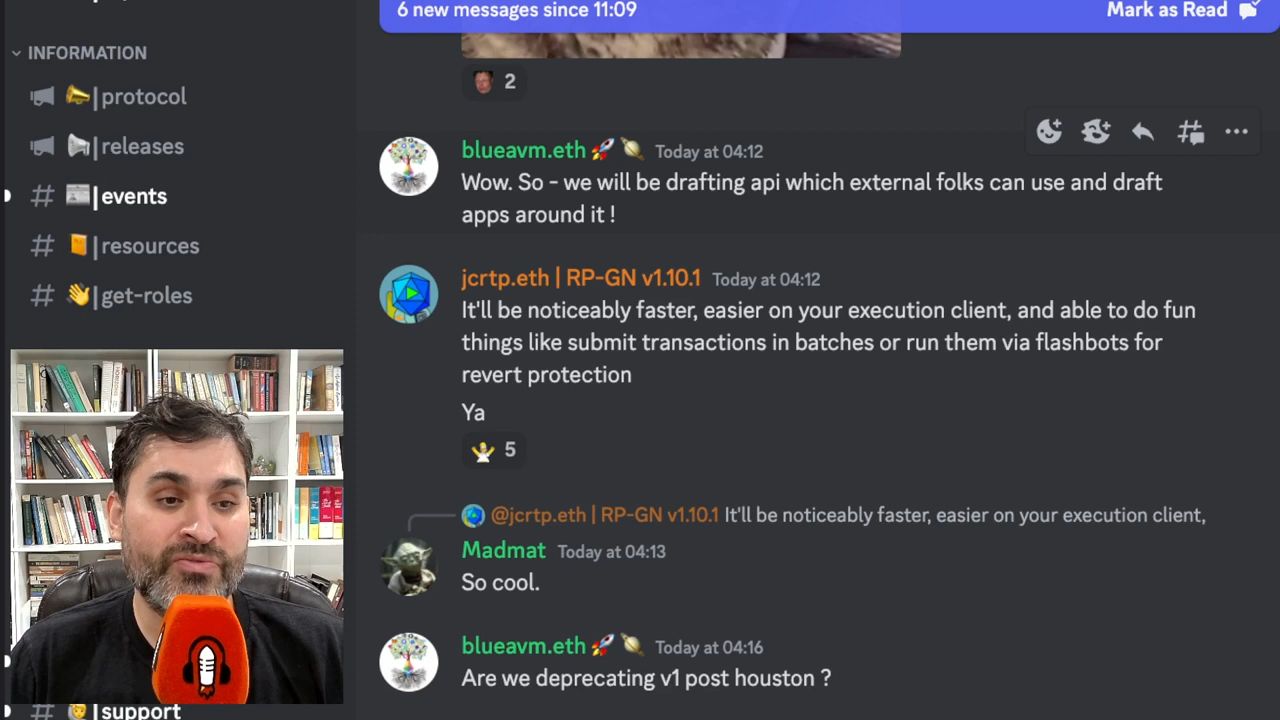 6 new messages since 11:09
Mark as Read
INFORMATION
protocol
releases
events
resources
get-roles
support
2
blueavm.eth Today at 04:12
Wow. So - we will be drafting api which external folks can use and draft
apps around it !
jcrtp.eth | RP-GN v1.10.1 Today at 04:12
It'll be noticeably faster, easier on your execution client, and able to do fun
things like submit transactions in batches or run them via flashbots for
revert protection
Ya
5
@jcrtp.eth | RP-GN v1.10.1 It'll be noticeably faster, easier on your execution client,
Madmat Today at 04:13
So cool.
blueavm.eth Today at 04:16
Are we deprecating v1 post houston ?